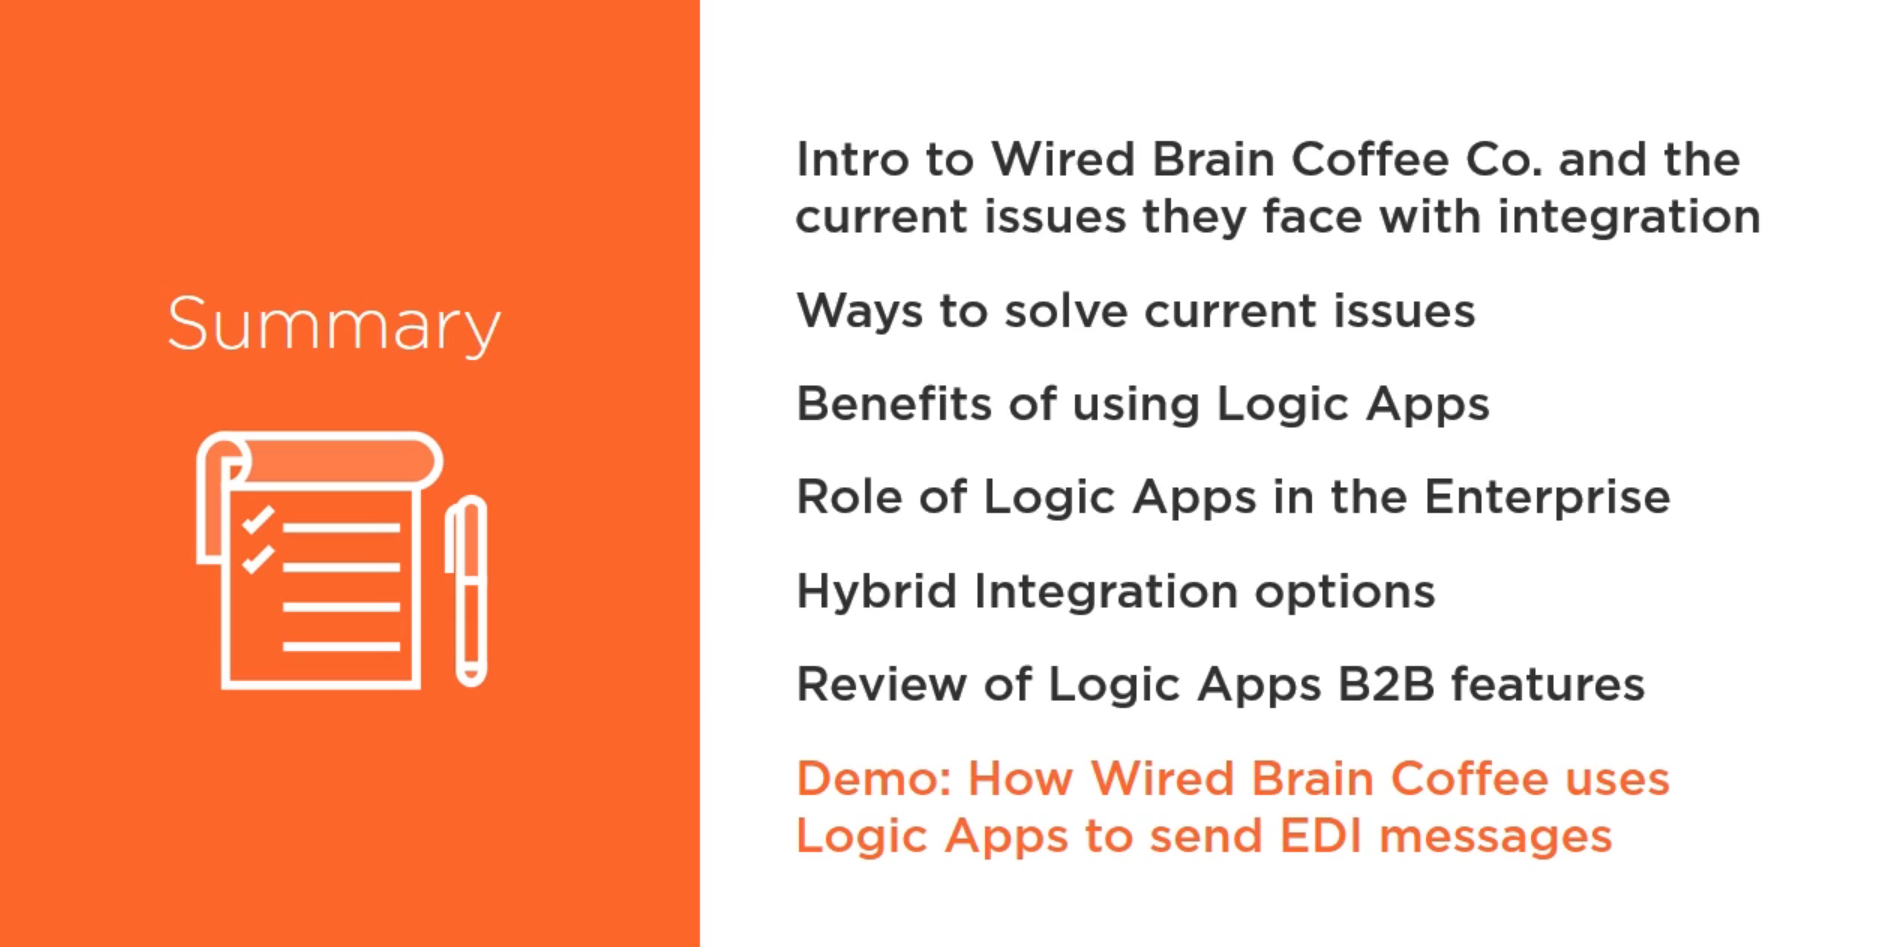 Summary
Intro to Wired Brain Coffee Co. and the
current issues they face with integration
Ways to solve current issues
Benefits of using Logic Apps
Role of Logic Apps in the Enterprise
Hybrid Integration options
Review of Logic Apps B2B features
Demo: How Wired Brain Coffee uses
Logic Apps to send EDI messages